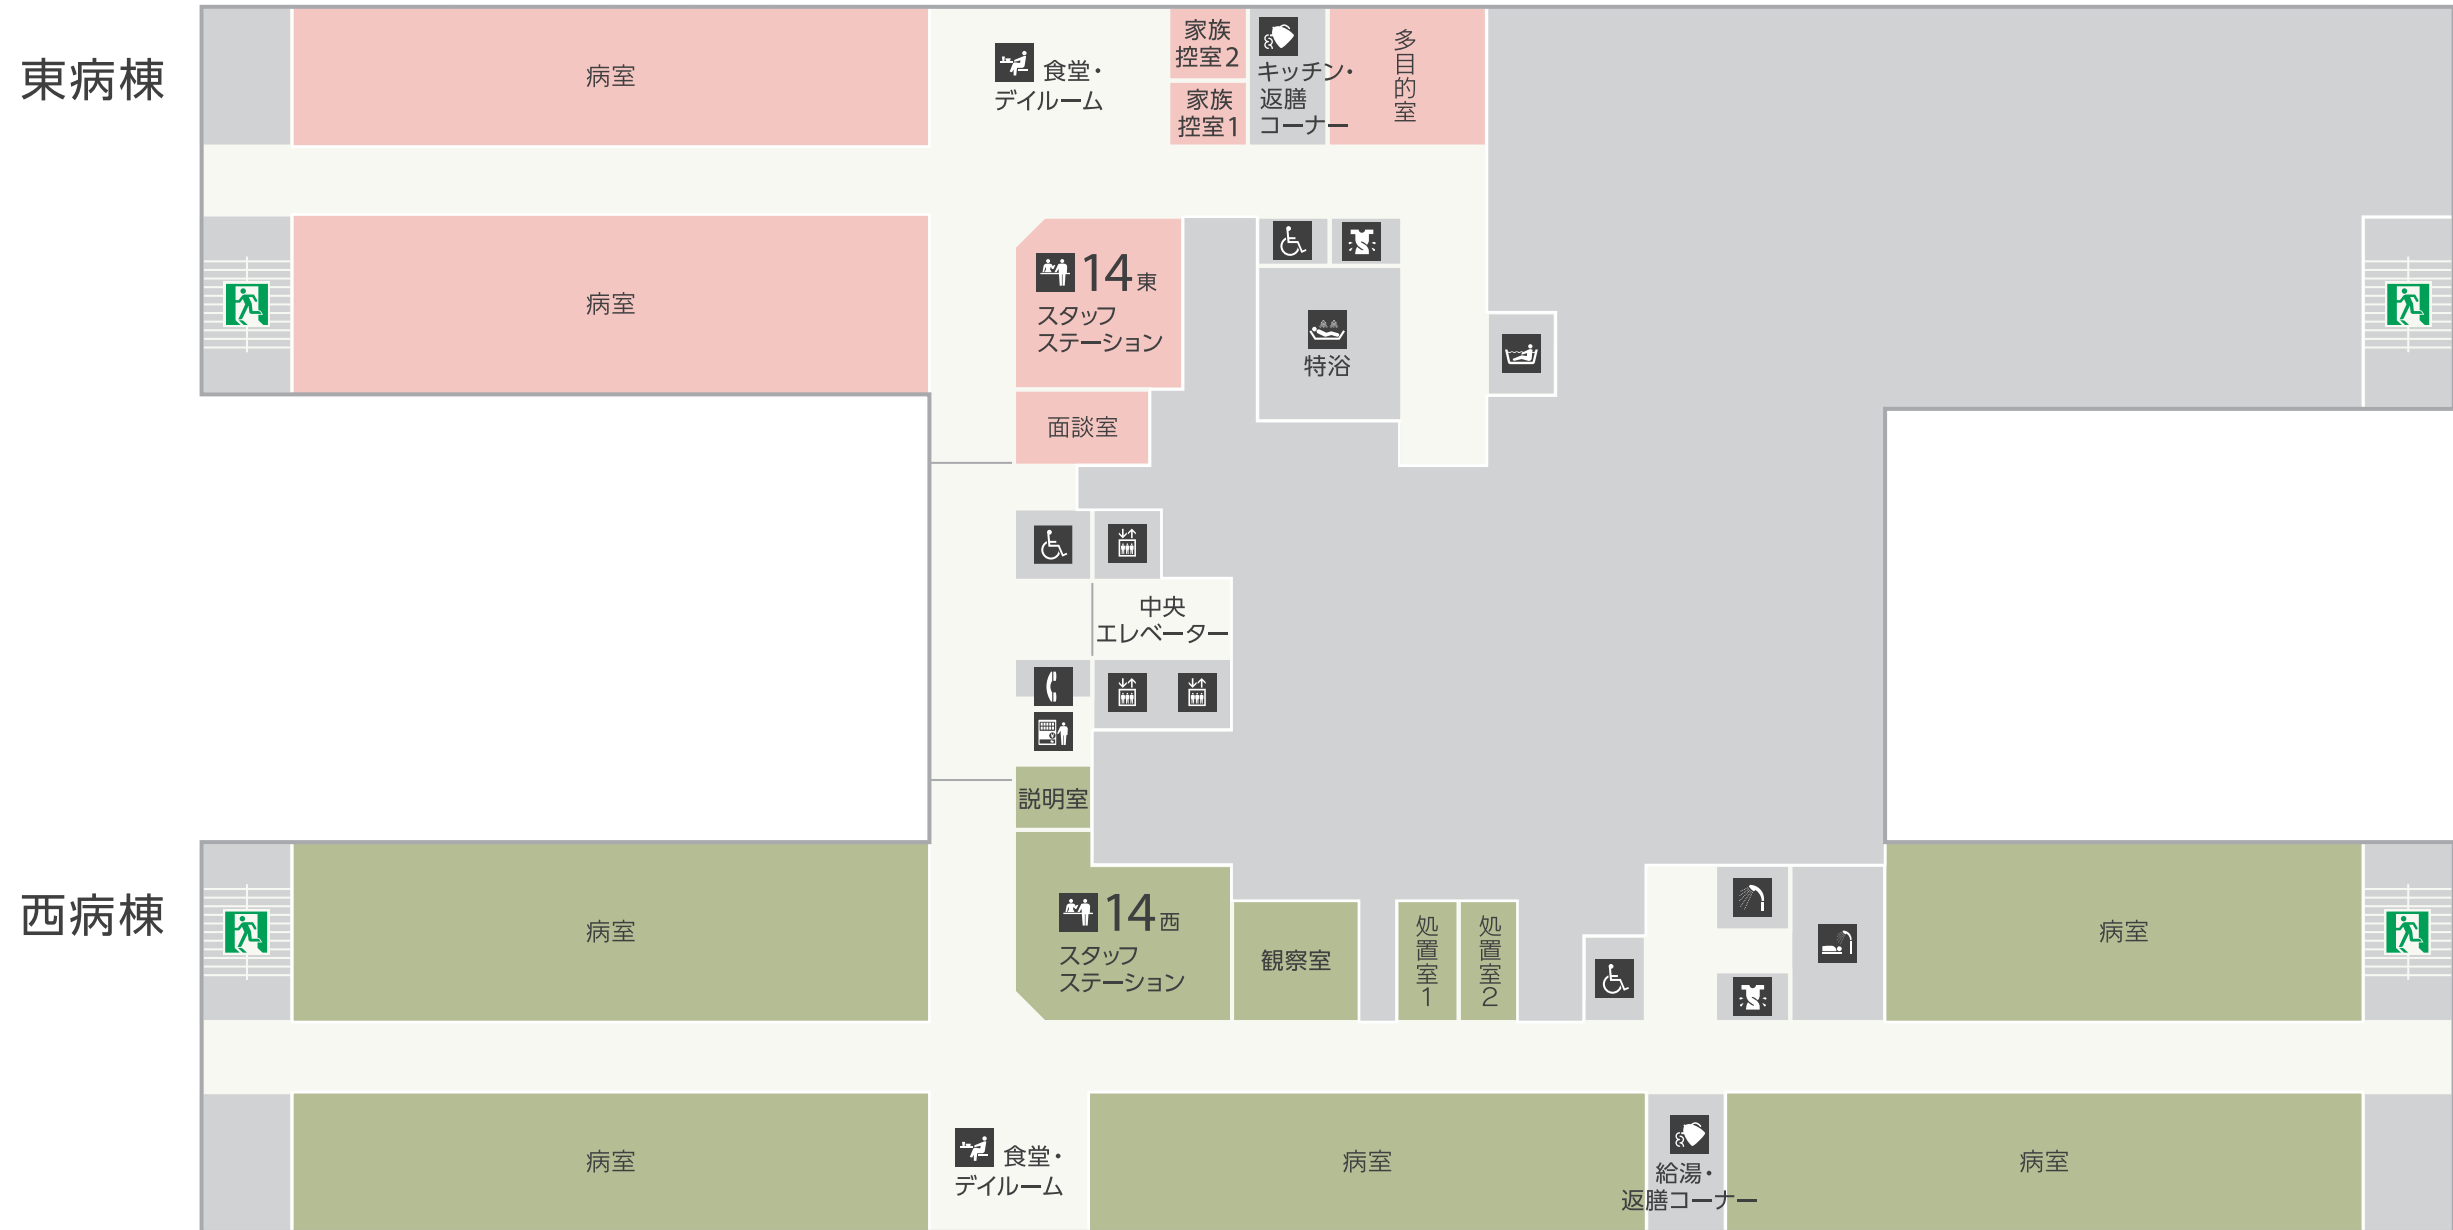 東病棟
病室
食堂・
デイルーム
家族
控室2
家族
控室1
キッチン・
返膳
コーナー
多目的室
病室
14東
スタッフ
ステーション
特浴
面談室
中央
エレベーター
説明室
西病棟
病室
14西
スタッフ
ステーション
観察室
処置室1
処置室2
病室
病室
食堂・
デイルーム
病室
給湯・
返膳コーナー
病室